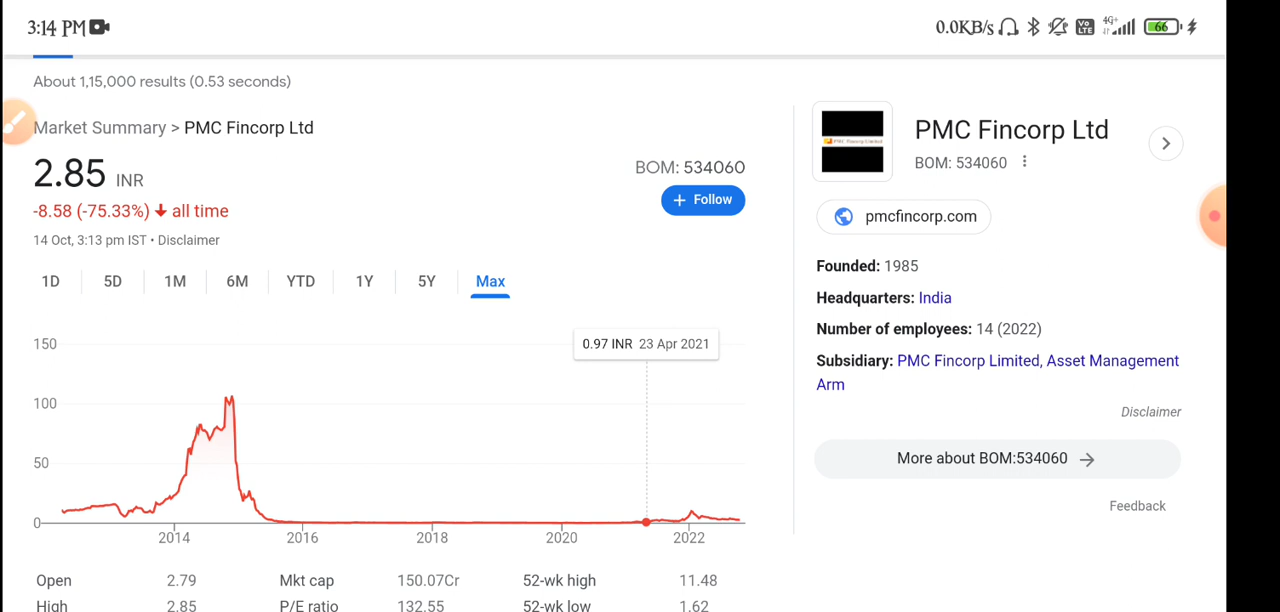 3:14 PM
0.0KB/s 4G+ VoLTE 66
About 1,15,000 results (0.53 seconds)
Market Summary > PMC Fincorp Ltd
2.85 INR
-8.58 (-75.33%) all time
14 Oct, 3:13 pm IST • Disclaimer
BOM: 534060
+ Follow
1D 5D 1M 6M YTD 1Y 5Y Max
0.97 INR 23 Apr 2021
150
100
50
0
2014 2016 2018 2020 2022
Open 2.79 Mkt cap 150.07Cr 52-wk high 11.48
High 2.85 P/E ratio 132.55 52-wk low 1.62
PMC Fincorp Ltd
BOM: 534060
pmcfincorp.com
Founded: 1985
Headquarters: India
Number of employees: 14 (2022)
Subsidiary: PMC Fincorp Limited, Asset Management
Arm
Disclaimer
More about BOM:534060 →
Feedback